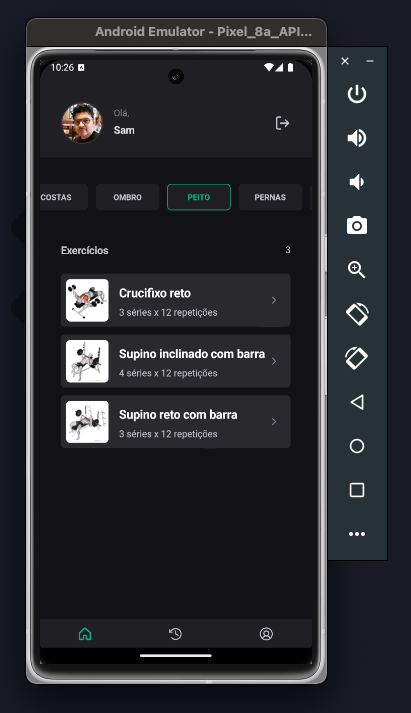 Android Emulator - Pixel_8a_API...
10:26
Olá,
Sam
COSTAS
OMBRO
PEITO
PERNAS
Exercícios
3
Crucifixo reto
3 séries x 12 repetições
Supino inclinado com barra
4 séries x 12 repetições
Supino reto com barra
3 séries x 12 repetições